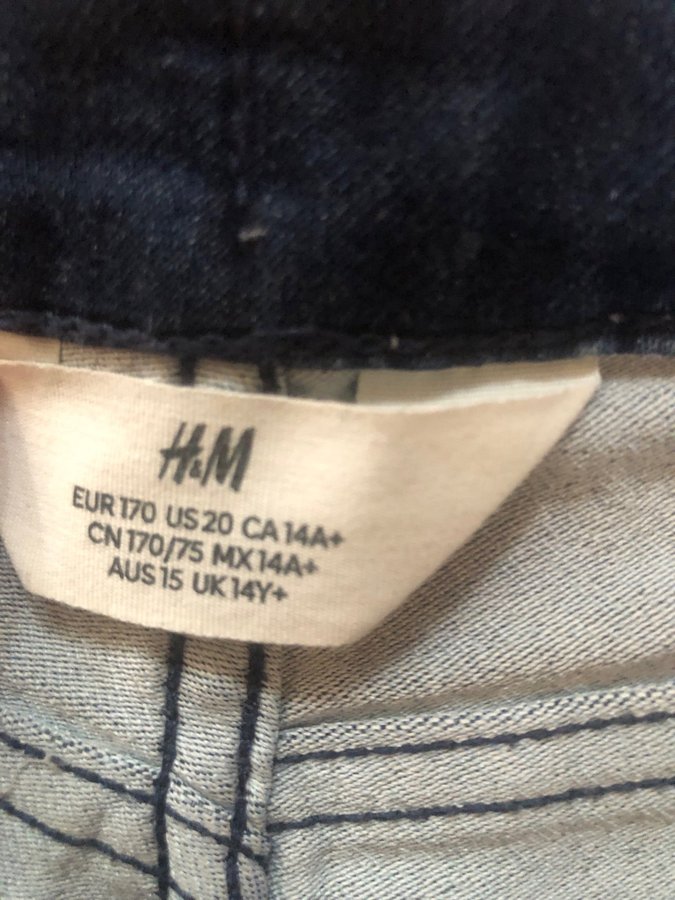 H&M
EUR 170 US 20 CA 14A+
CN 170/75 MX 14A+
AUS 15 UK 14Y+